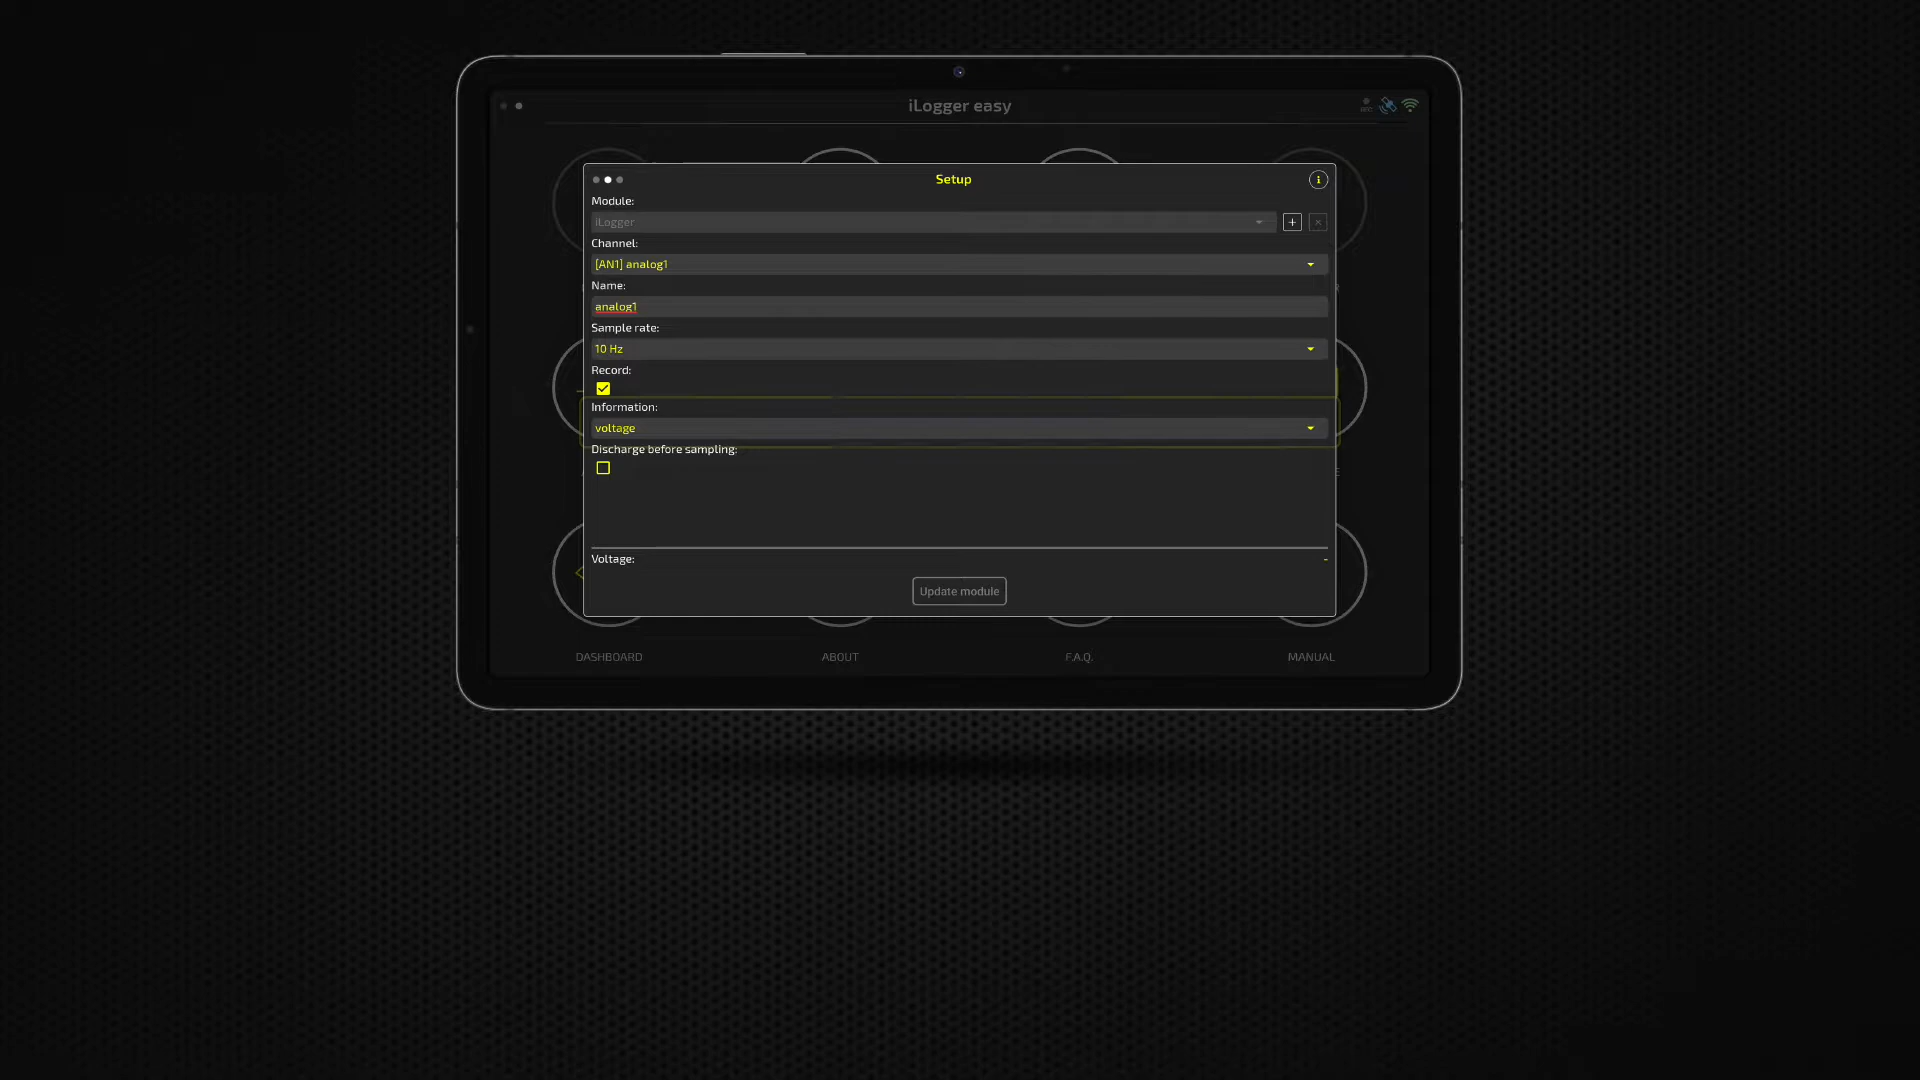 iLogger easy
REC
Setup
i
Module:
iLogger
Channel:
[AN1] analog1
Name:
analog1
Sample rate:
10 Hz
Record:
Information:
voltage
Discharge before sampling:
Voltage:
-
Update module
DASHBOARD
ABOUT
F.A.Q.
MANUAL